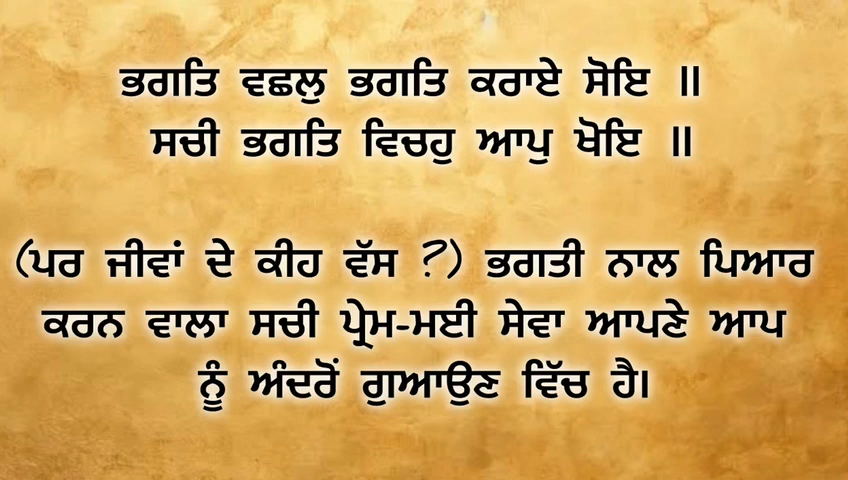 ਭਗਤਿ ਵਛਲੁ ਭਗਤਿ ਕਰਾਏ ਸੋਇ ॥
ਸਚੀ ਭਗਤਿ ਵਿਚਹੁ ਆਪੁ ਖੋਇ ॥
(ਪਰ ਜੀਵਾਂ ਦੇ ਕੀਹ ਵੱਸ ?) ਭਗਤੀ ਨਾਲ ਪਿਆਰ
ਕਰਨ ਵਾਲਾ ਸਚੀ ਪ੍ਰੇਮ-ਮਈ ਸੇਵਾ ਆਪਣੇ ਆਪ
ਨੂੰ ਅੰਦਰੋਂ ਗੁਆਉਣ ਵਿੱਚ ਹੈ।